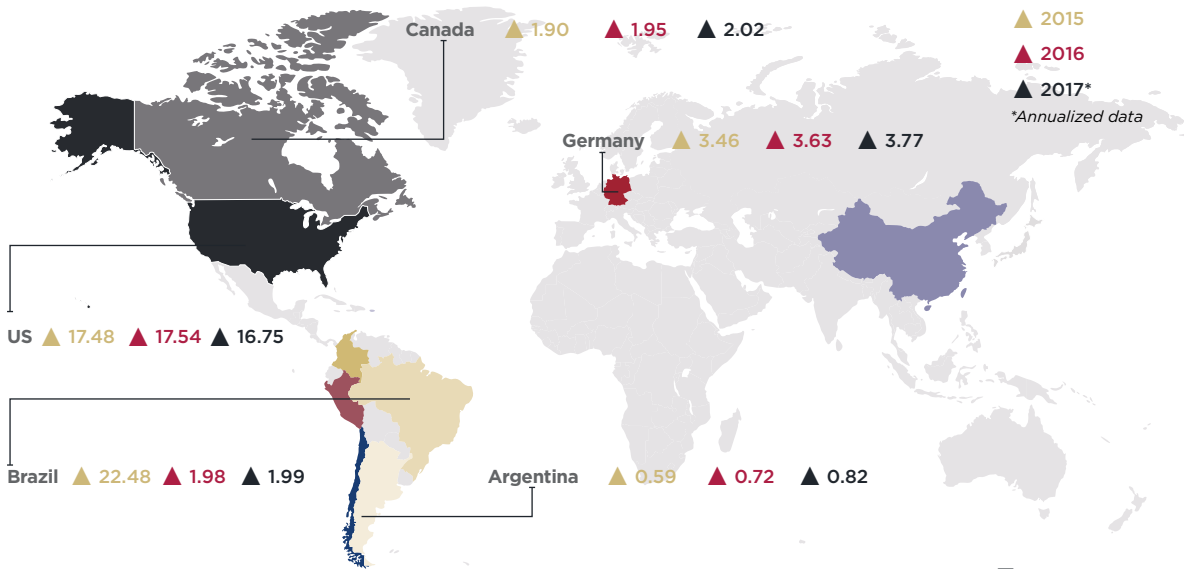 Canada ▲ 1.90 ▲ 1.95 ▲ 2.02
▲ 2015
▲ 2016
▲ 2017*
*Annualized data
Germany ▲ 3.46 ▲ 3.63 ▲ 3.77
US ▲ 17.48 ▲ 17.54 ▲ 16.75
Brazil ▲ 22.48 ▲ 1.98 ▲ 1.99
Argentina ▲ 0.59 ▲ 0.72 ▲ 0.82